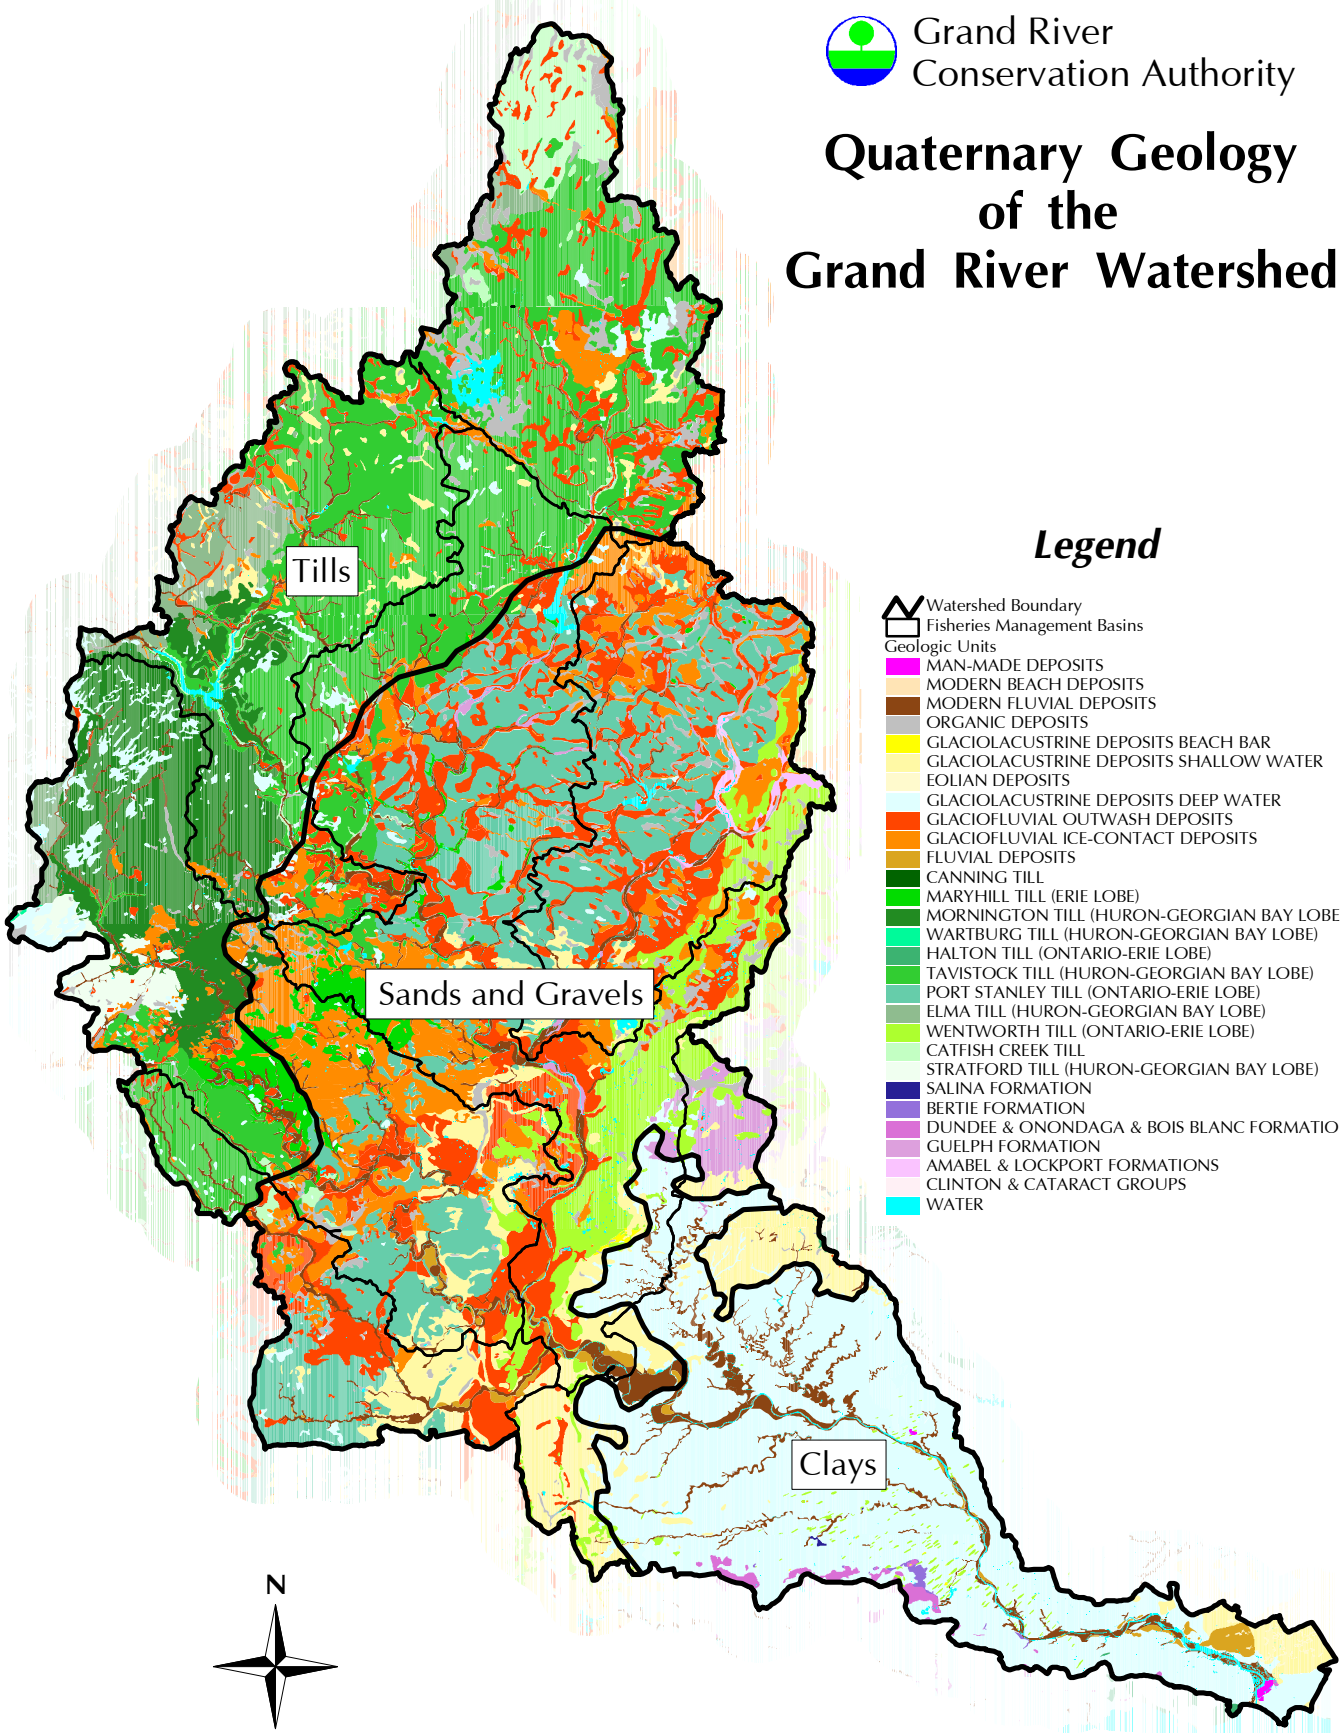 Grand River
Conservation Authority
Quaternary Geology
of the
Grand River Watershed
Legend
Watershed Boundary
Fisheries Management Basins
Geologic Units
MAN-MADE DEPOSITS
MODERN BEACH DEPOSITS
MODERN FLUVIAL DEPOSITS
ORGANIC DEPOSITS
GLACIOLACUSTRINE DEPOSITS BEACH BAR
GLACIOLACUSTRINE DEPOSITS SHALLOW WATER
EOLIAN DEPOSITS
GLACIOLACUSTRINE DEPOSITS DEEP WATER
GLACIOFLUVIAL OUTWASH DEPOSITS
GLACIOFLUVIAL ICE-CONTACT DEPOSITS
FLUVIAL DEPOSITS
CANNING TILL
MARYHILL TILL (ERIE LOBE)
MORNINGTON TILL (HURON-GEORGIAN BAY LOBE
WARTBURG TILL (HURON-GEORGIAN BAY LOBE)
HALTON TILL (ONTARIO-ERIE LOBE)
TAVISTOCK TILL (HURON-GEORGIAN BAY LOBE)
PORT STANLEY TILL (ONTARIO-ERIE LOBE)
ELMA TILL (HURON-GEORGIAN BAY LOBE)
WENTWORTH TILL (ONTARIO-ERIE LOBE)
CATFISH CREEK TILL
STRATFORD TILL (HURON-GEORGIAN BAY LOBE)
SALINA FORMATION
BERTIE FORMATION
DUNDEE & ONONDAGA & BOIS BLANC FORMATIO
GUELPH FORMATION
AMABEL & LOCKPORT FORMATIONS
CLINTON & CATARACT GROUPS
WATER
Tills
Sands and Gravels
Clays
N